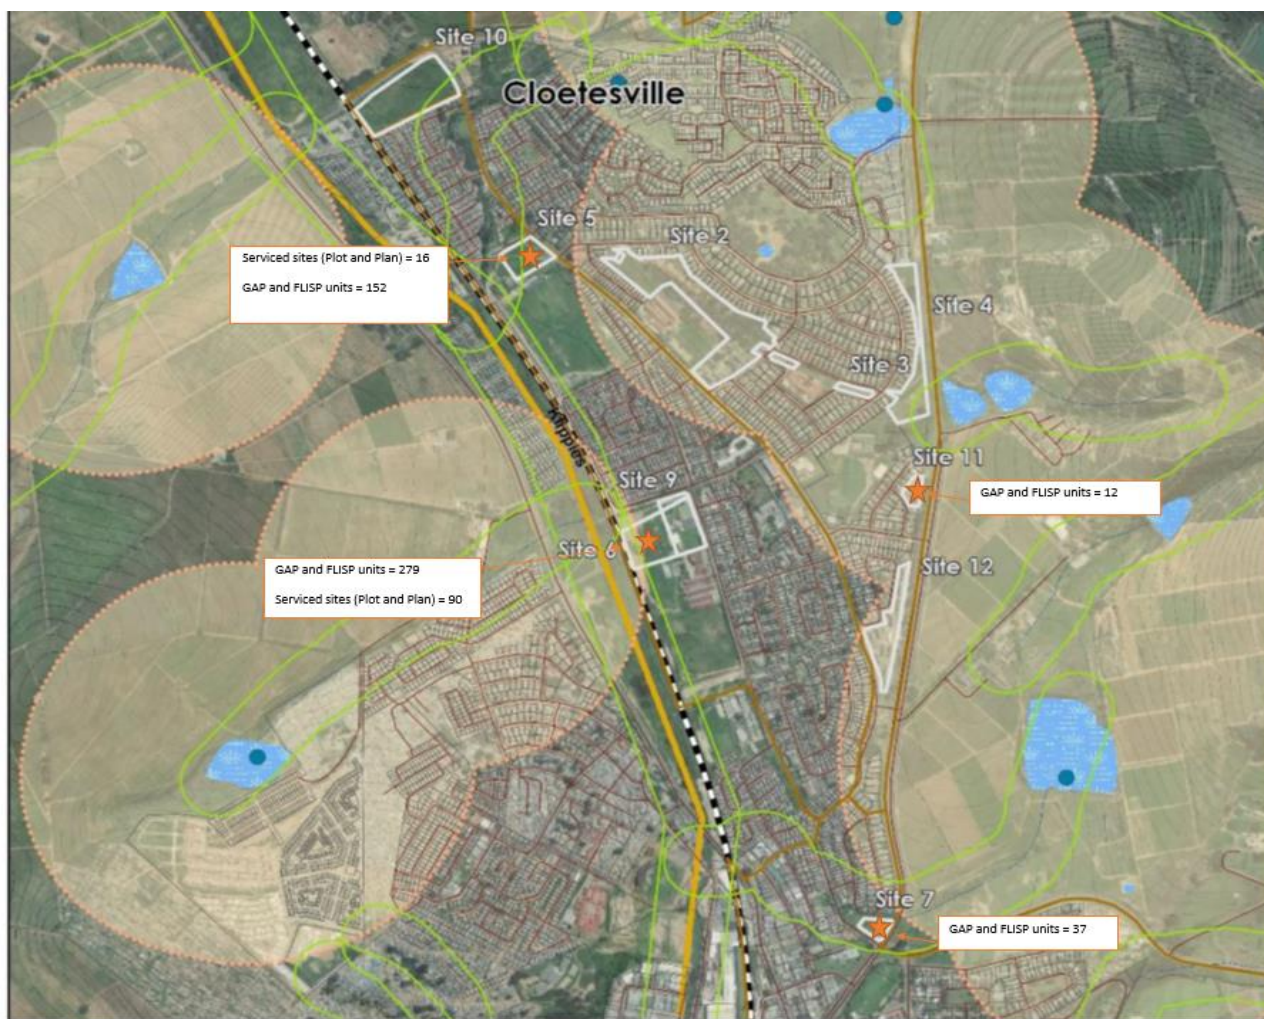 Site 10
Cloetesville
Site 5
Site 2
Serviced sites (Plot and Plan) = 16
GAP and FLISP units = 152
Site 4
Site 3
Site 11
Site 9
GAP and FLISP units = 12
Site 6
GAP and FLISP units = 279
Serviced sites (Plot and Plan) = 90
Site 12
Site 7
GAP and FLISP units = 37